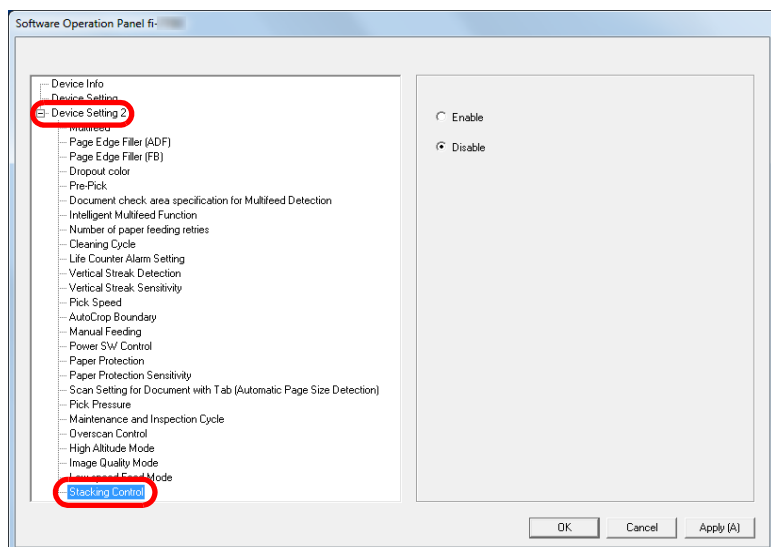 Software Operation Panel fi-
Device Info
Device Setting
Device Setting 2
Multifeed
Page Edge Filler (ADF)
Page Edge Filler (FB)
Dropout color
Pre-Pick
Document check area specification for Multifeed Detection
Intelligent Multifeed Function
Number of paper feeding retries
Cleaning Cycle
Life Counter Alarm Setting
Vertical Streak Detection
Vertical Streak Sensitivity
Pick Speed
AutoCrop Boundary
Manual Feeding
Power SW Control
Paper Protection
Paper Protection Sensitivity
Scan Setting for Document with Tab (Automatic Page Size Detection)
Pick Pressure
Maintenance and Inspection Cycle
Overscan Control
High Altitude Mode
Image Quality Mode
Low-speed Feed Mode
Stacking Control
Enable
Disable
OK
Cancel
Apply (A)